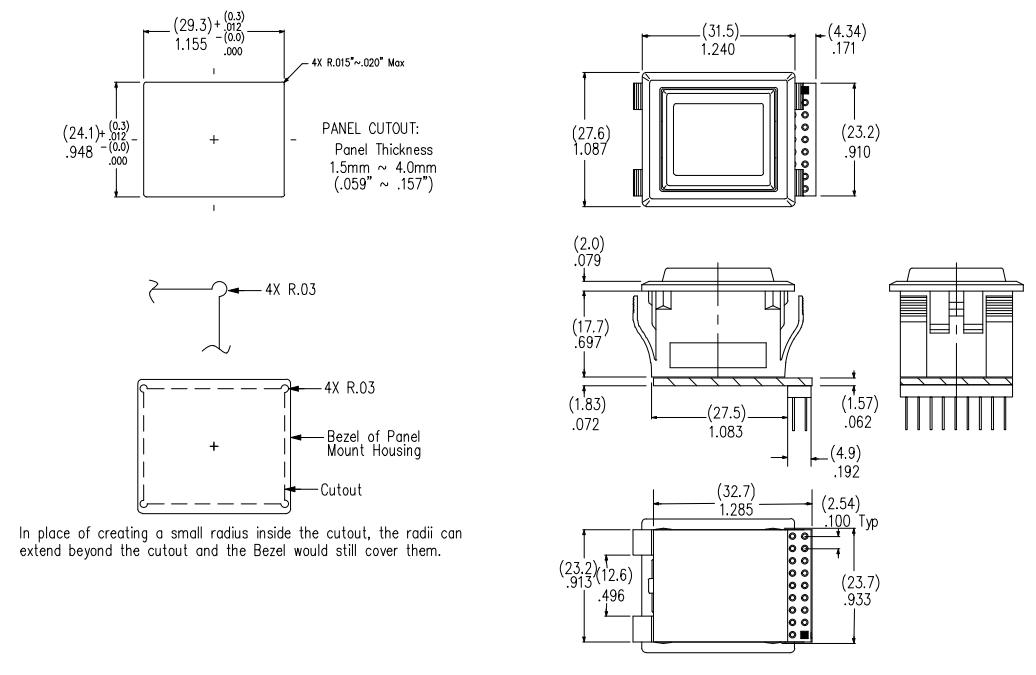 (29.3)+(0.3)
.012
1.155 -(0.0)
.000
4X R.015"~.020" Max
(24.1)+(0.3)
.012
.948 -(0.0)
.000
PANEL CUTOUT:
Panel Thickness
1.5mm ~ 4.0mm
(.059" ~ .157")
4X R.03
4X R.03
Bezel of Panel
Mount Housing
Cutout
In place of creating a small radius inside the cutout, the radii can
extend beyond the cutout and the Bezel would still cover them.
(31.5)
1.240
(4.34)
.171
(27.6)
1.087
(23.2)
.910
(2.0)
.079
(17.7)
.697
(1.83)
.072
(27.5)
1.083
(1.57)
.062
(4.9)
.192
(32.7)
1.285
(2.54)
.100 Typ
(23.2)
.913
(12.6)
.496
(23.7)
.933